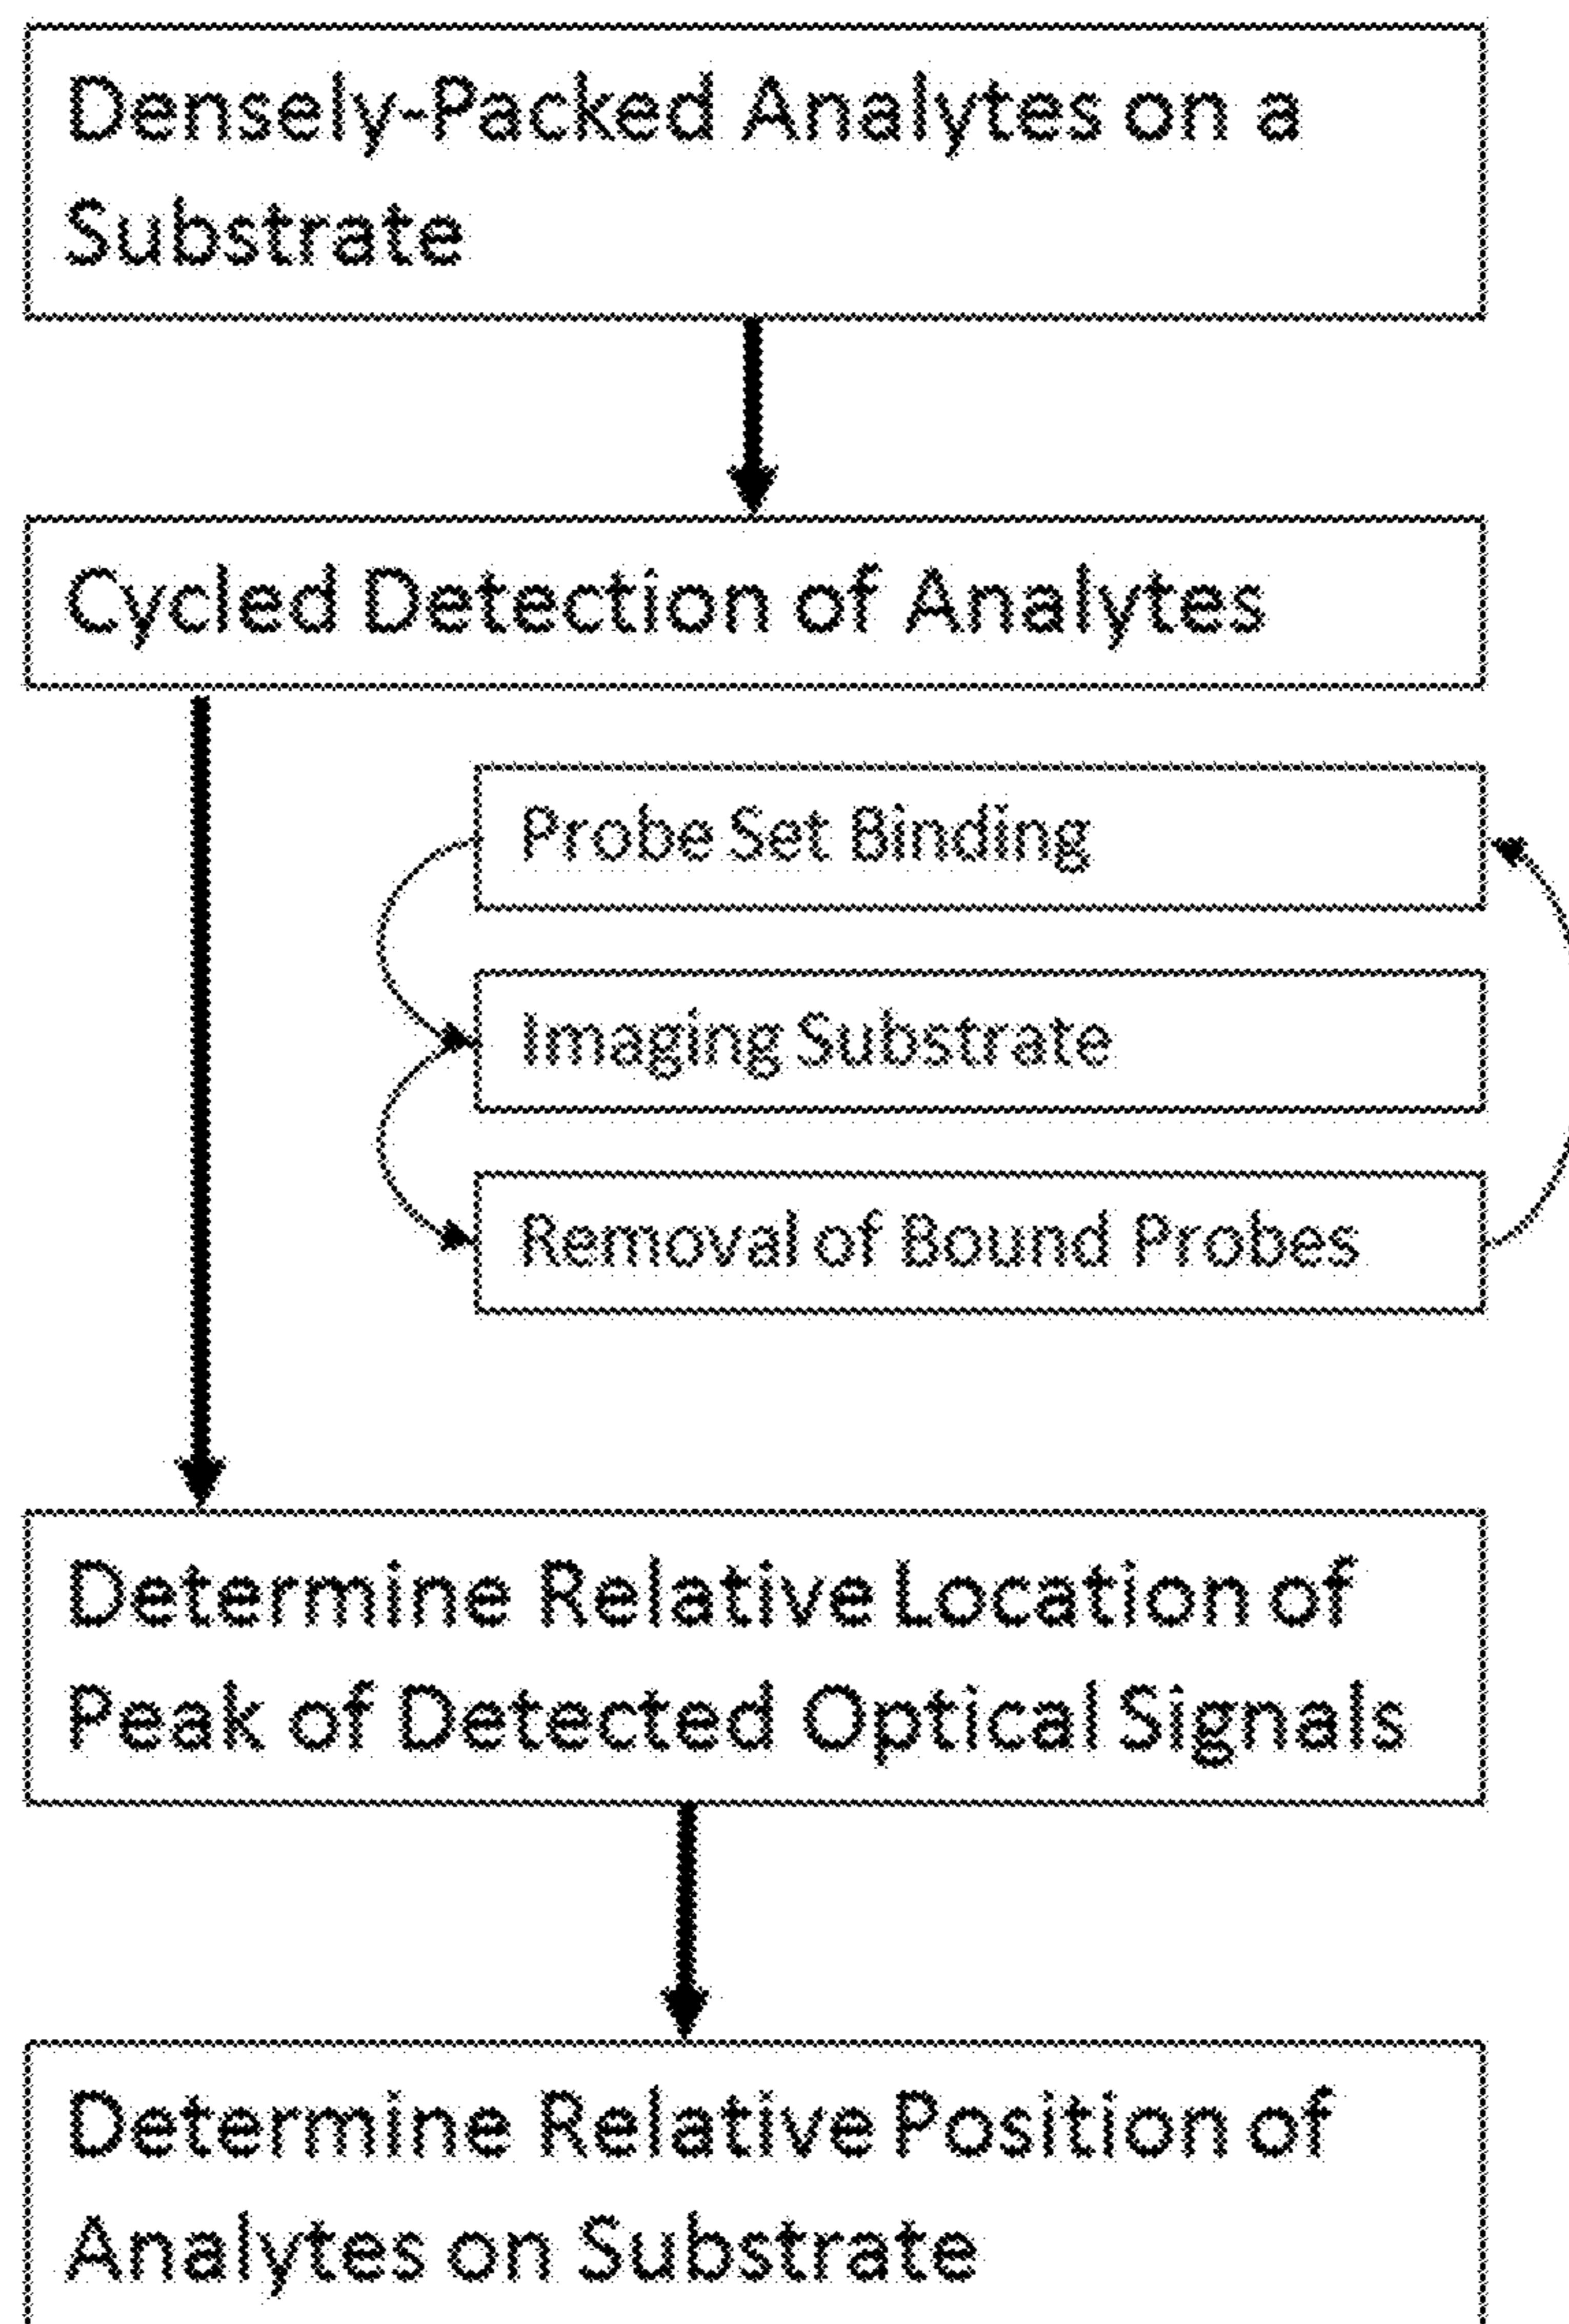 Densely-Packed Analytes on a
Substrate
Cycled Detection of Analytes
Probe Set Binding
Imaging Substrate
Removal of Bound Probes
Determine Relative Location of
Peak of Detected Optical Signals
Determine Relative Position of
Analytes on Substrate